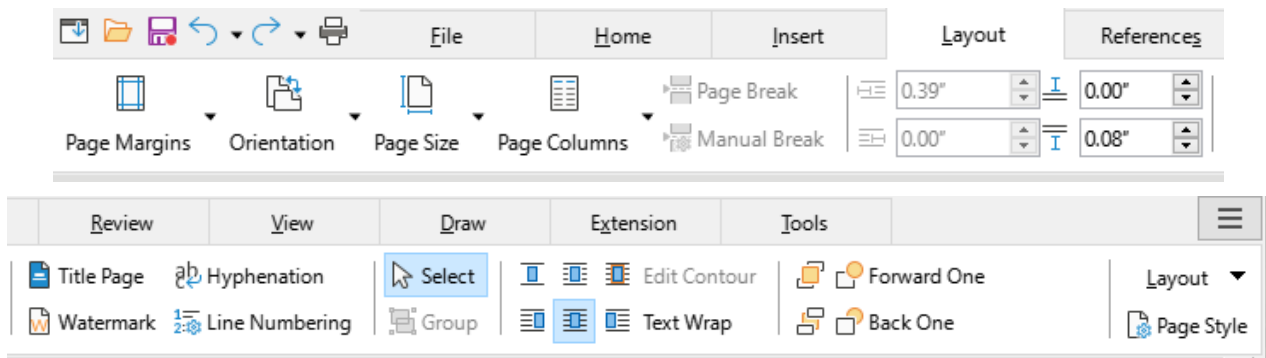 File Home Insert Layout References
Page Break 0.39" 0.00"
Page Margins Orientation Page Size Page Columns Manual Break 0.00" 0.08"
Review View Draw Extension Tools
Title Page Hyphenation Select Edit Contour Forward One Layout
Watermark Line Numbering Group Text Wrap Back One Page Style